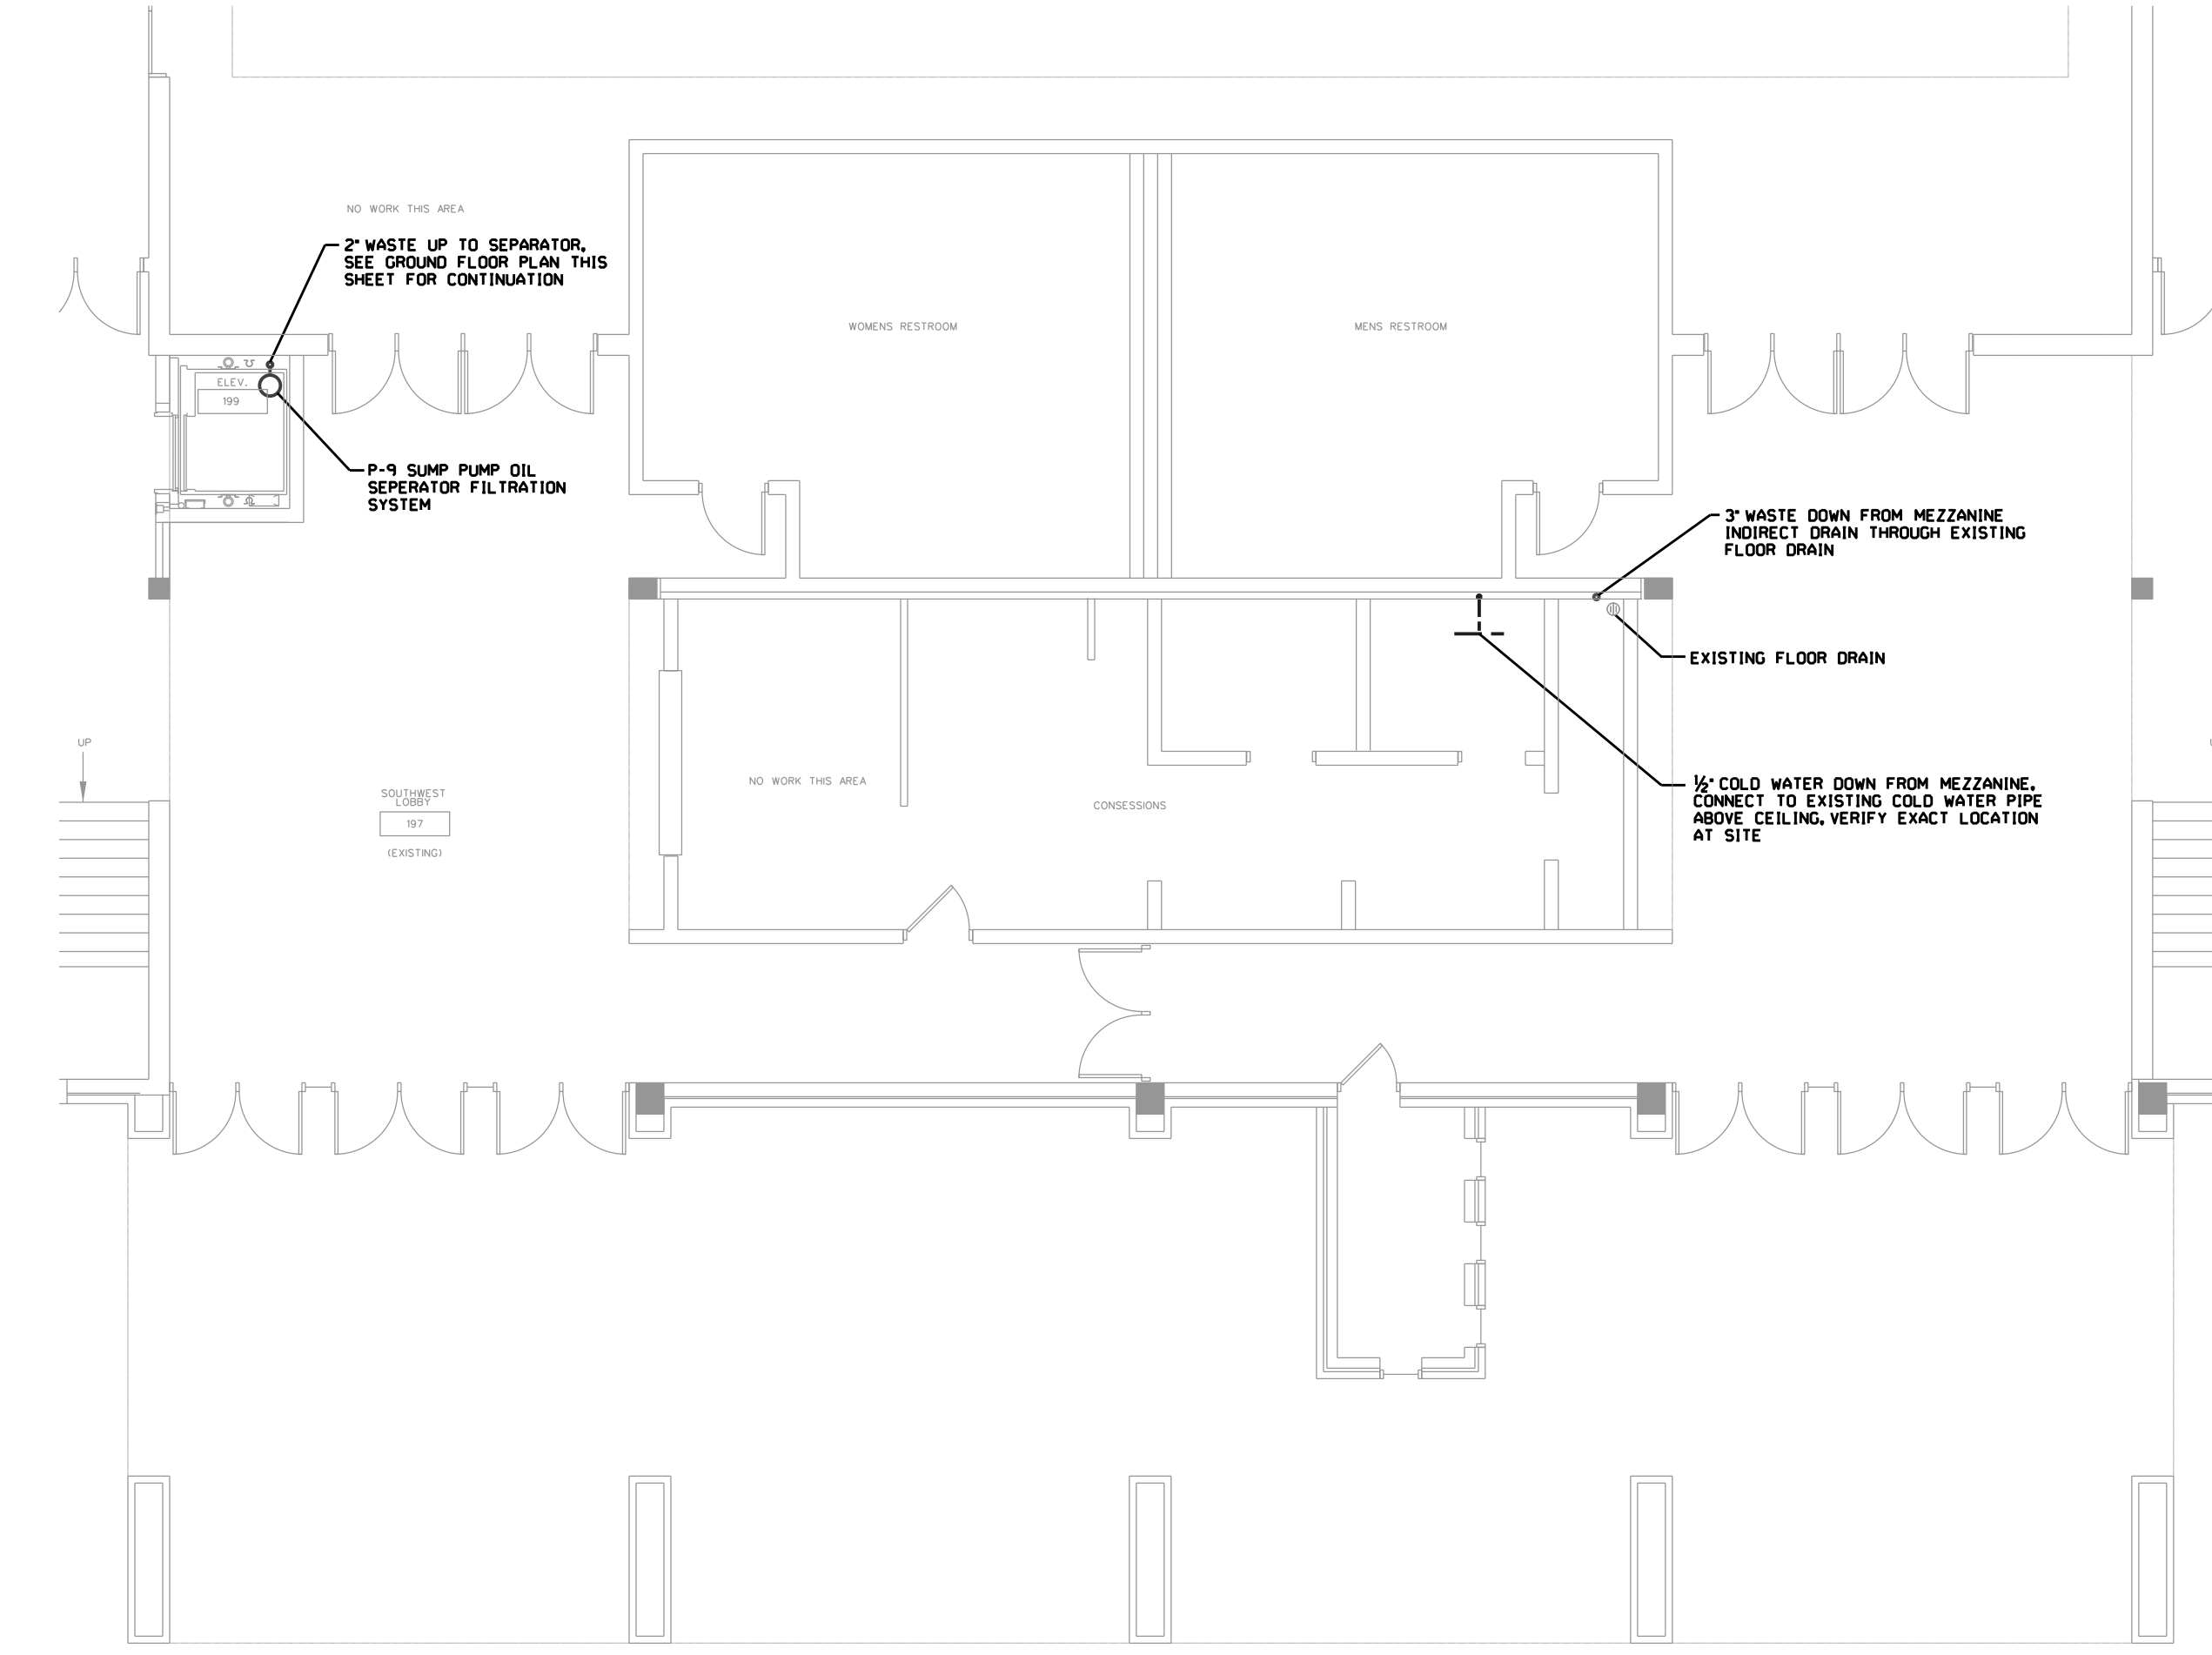 NO WORK THIS AREA
2" WASTE UP TO SEPARATOR,
SEE GROUND FLOOR PLAN THIS
SHEET FOR CONTINUATION
WOMENS RESTROOM
MENS RESTROOM
ELEV.
199
P-9 SUMP PUMP OIL
SEPERATOR FILTRATION
SYSTEM
3" WASTE DOWN FROM MEZZANINE
INDIRECT DRAIN THROUGH EXISTING
FLOOR DRAIN
EXISTING FLOOR DRAIN
UP
NO WORK THIS AREA
SOUTHWEST
LOBBY
197
(EXISTING)
CONSESSIONS
½" COLD WATER DOWN FROM MEZZANINE,
CONNECT TO EXISTING COLD WATER PIPE
ABOVE CEILING, VERIFY EXACT LOCATION
AT SITE